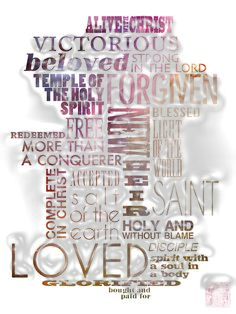 ALIVE WITH CHRIST
VICTORIOUS
beloved
STRONG
IN THE LORD
TEMPLE OF
THE HOLY
SPIRIT
FORGIVEN
FREE
NEW
BLESSED
REDEEMED
MORE THAN
A CONQUERER
LIGHT
OF THE
WORLD
HEIR
COMPLETE
IN CHRIST
ACCEPTED
salt
of the
earth
SAINT
HOLY AND
WITHOUT BLAME
LOVED
DISCIPLE
spirit with
a soul in a
body
GLORIFIED
bought and
paid for